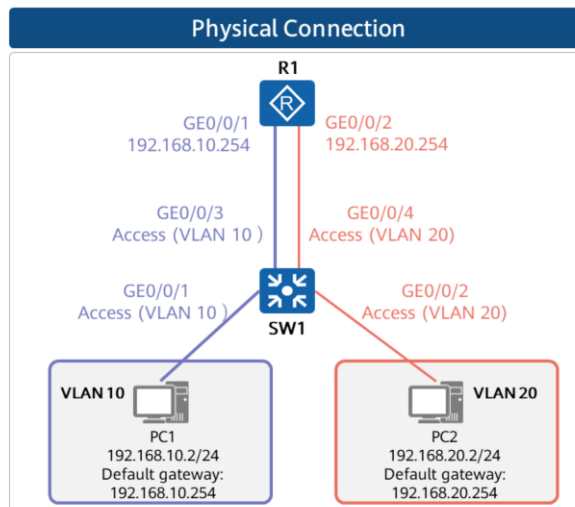 Physical Connection
R1
R
GE0/0/1
192.168.10.254
GE0/0/2
192.168.20.254
GE0/0/3
Access (VLAN 10 )
GE0/0/4
Access (VLAN 20)
GE0/0/1
Access (VLAN 10 )
GE0/0/2
Access (VLAN 20)
SW1
VLAN 10
PC1
192.168.10.2/24
Default gateway:
192.168.10.254
VLAN 20
PC2
192.168.20.2/24
Default gateway:
192.168.20.254